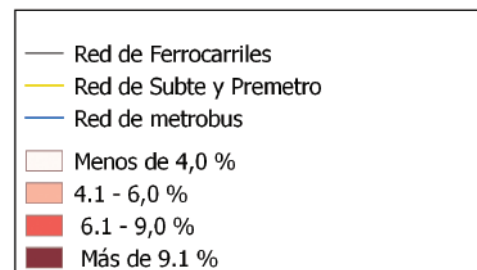 Red de Ferrocarriles
Red de Subte y Premetro
Red de metrobus
Menos de 4,0 %
4.1 - 6,0 %
6.1 - 9,0 %
Más de 9.1 %